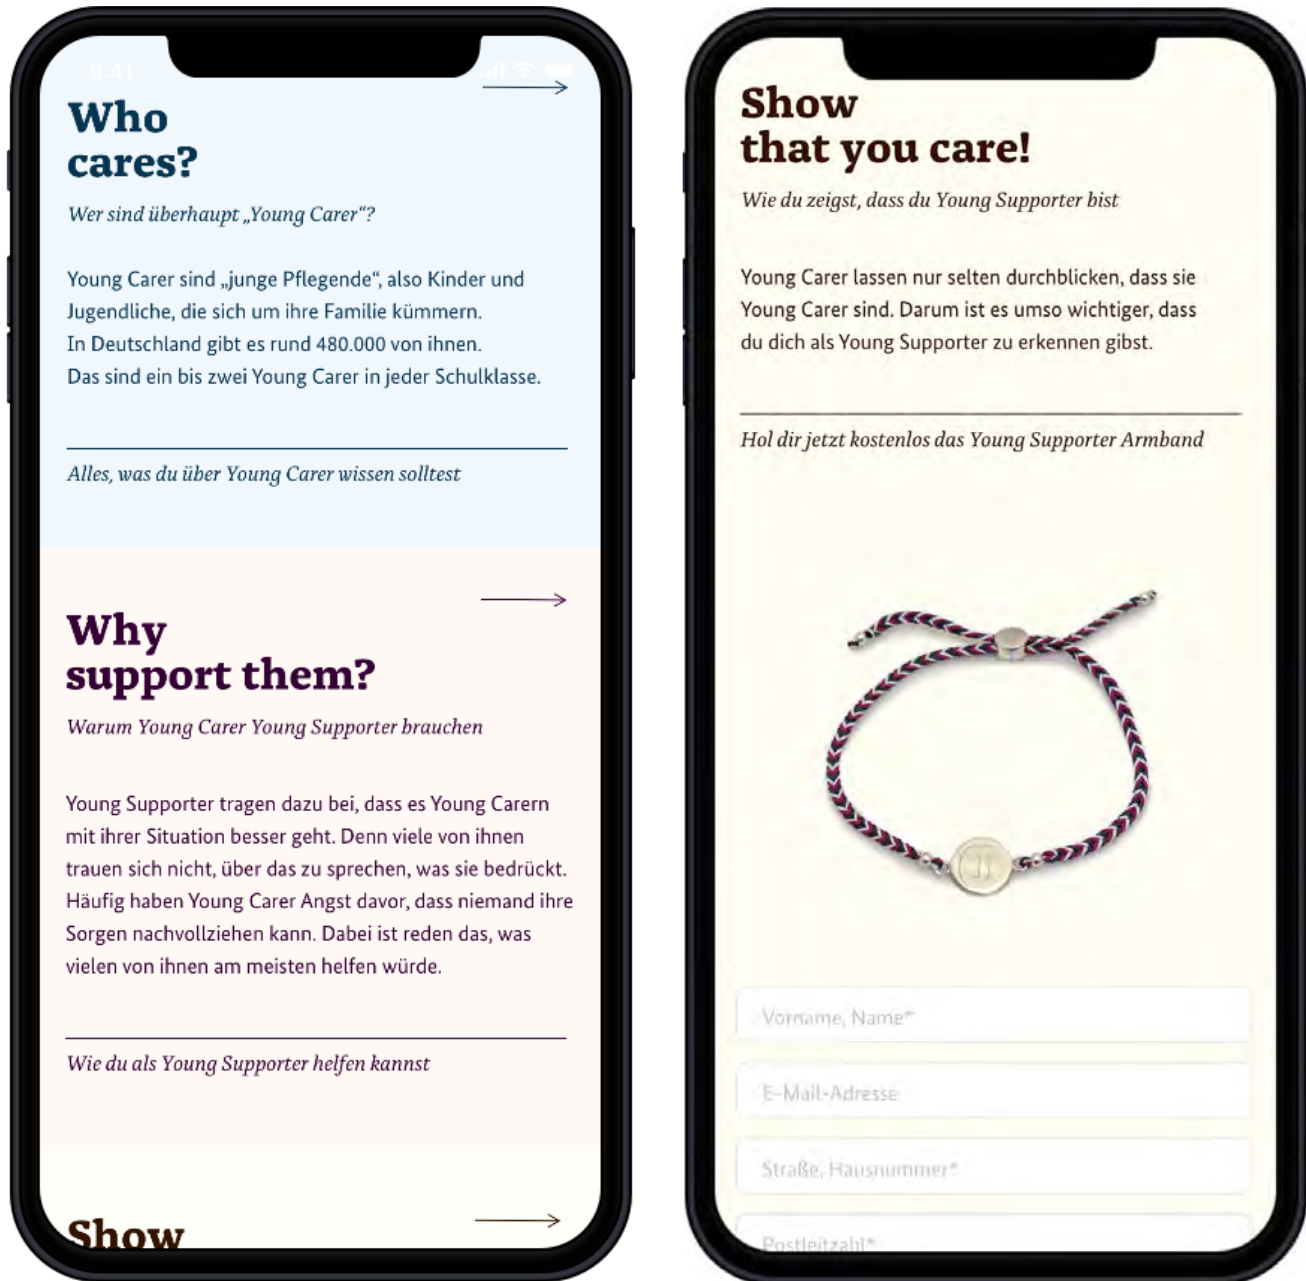 9:41
Who
cares?
Wer sind überhaupt „Young Carer“?
Young Carer sind „junge Pflegende“, also Kinder und
Jugendliche, die sich um ihre Familie kümmern.
In Deutschland gibt es rund 480.000 von ihnen.
Das sind ein bis zwei Young Carer in jeder Schulklasse.
Alles, was du über Young Carer wissen solltest
Why
support them?
Warum Young Carer Young Supporter brauchen
Young Supporter tragen dazu bei, dass es Young Carern
mit ihrer Situation besser geht. Denn viele von ihnen
trauen sich nicht, über das zu sprechen, was sie bedrückt.
Häufig haben Young Carer Angst davor, dass niemand ihre
Sorgen nachvollziehen kann. Dabei ist reden das, was
vielen von ihnen am meisten helfen würde.
Wie du als Young Supporter helfen kannst
Show
Show
that you care!
Wie du zeigst, dass du Young Supporter bist
Young Carer lassen nur selten durchblicken, dass sie
Young Carer sind. Darum ist es umso wichtiger, dass
du dich als Young Supporter zu erkennen gibst.
Hol dir jetzt kostenlos das Young Supporter Armband
Vorname, Name*
E-Mail-Adresse
Straße, Hausnummer*
Postleitzahl*